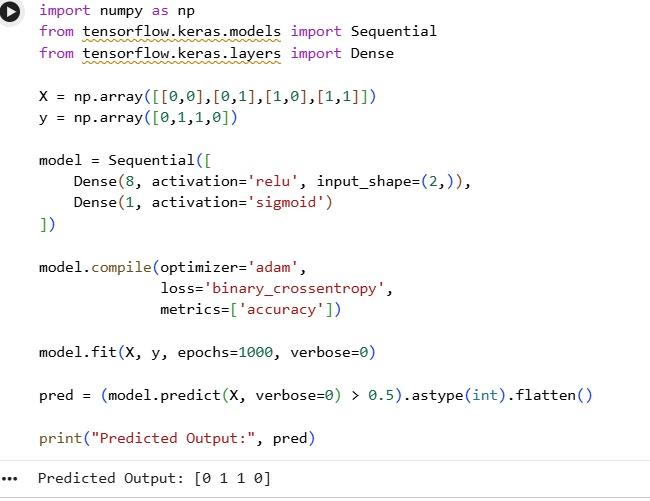 import numpy as np
from tensorflow.keras.models import Sequential
from tensorflow.keras.layers import Dense
X = np.array([[0,0],[0,1],[1,0],[1,1]])
y = np.array([0,1,1,0])
model = Sequential([
    Dense(8, activation='relu', input_shape=(2,)),
    Dense(1, activation='sigmoid')
])
model.compile(optimizer='adam',
              loss='binary_crossentropy',
              metrics=['accuracy'])
model.fit(X, y, epochs=1000, verbose=0)
pred = (model.predict(X, verbose=0) > 0.5).astype(int).flatten()
print("Predicted Output:", pred)
Predicted Output: [0 1 1 0]